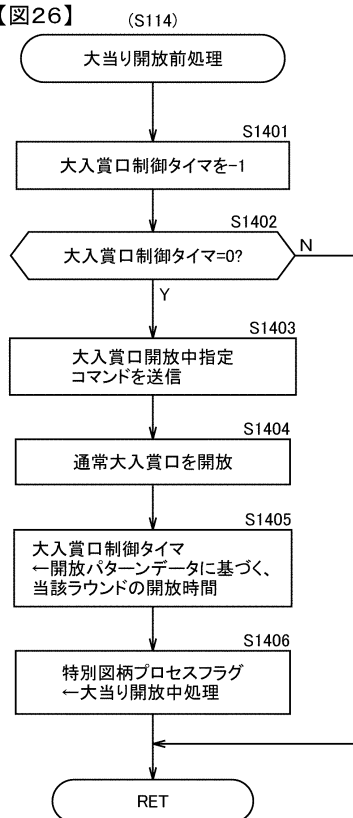 【図26】
(S114)
大当り開放前処理
S1401
大入賞口制御タイマを-1
S1402
大入賞口制御タイマ=0?
N
Y
S1403
大入賞口開放中指定
コマンドを送信
S1404
通常大入賞口を開放
S1405
大入賞口制御タイマ
←開放パターンデータに基づく、
当該ラウンドの開放時間
S1406
特別図柄プロセスフラグ
←大当り開放中処理
RET